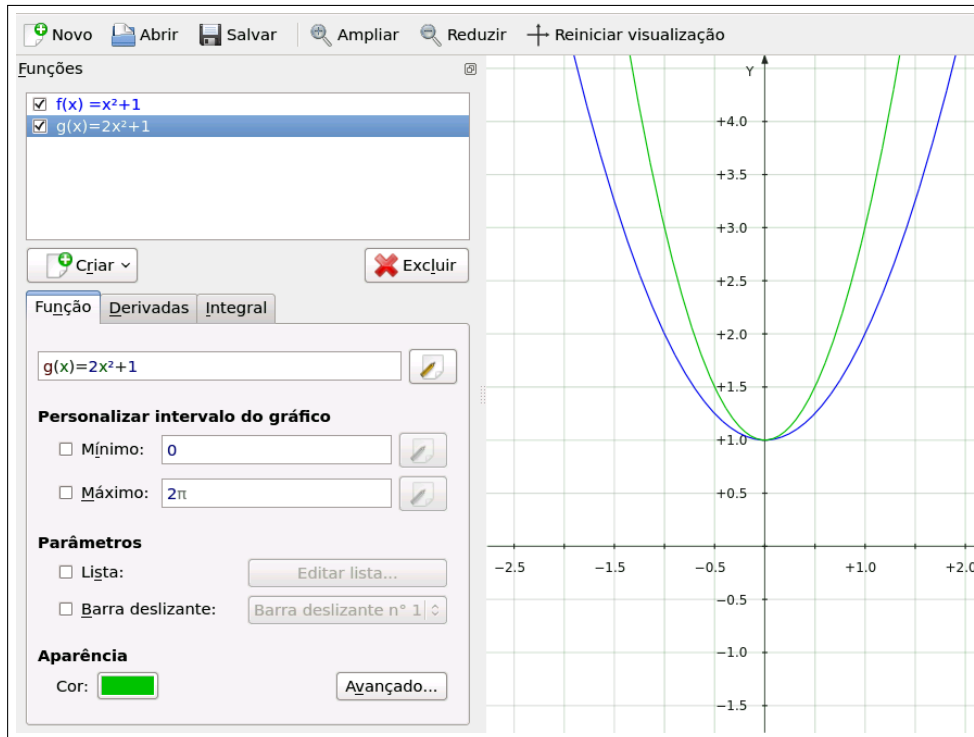 Novo Abrir Salvar Ampliar Reduzir Reiniciar visualização
Funções
f(x) =x²+1
g(x)=2x²+1
Criar Excluir
Função Derivadas Integral
g(x)=2x²+1
Personalizar intervalo do gráfico
Mínimo: 0
Máximo: 2π
Parâmetros
Lista: Editar lista...
Barra deslizante: Barra deslizante n° 1
Aparência
Cor: Avançado...
Y
+4.0
+3.5
+3.0
+2.5
+2.0
+1.5
+1.0
+0.5
−2.5 −1.5 −0.5 +1.0 +2.0
−0.5
−1.0
−1.5